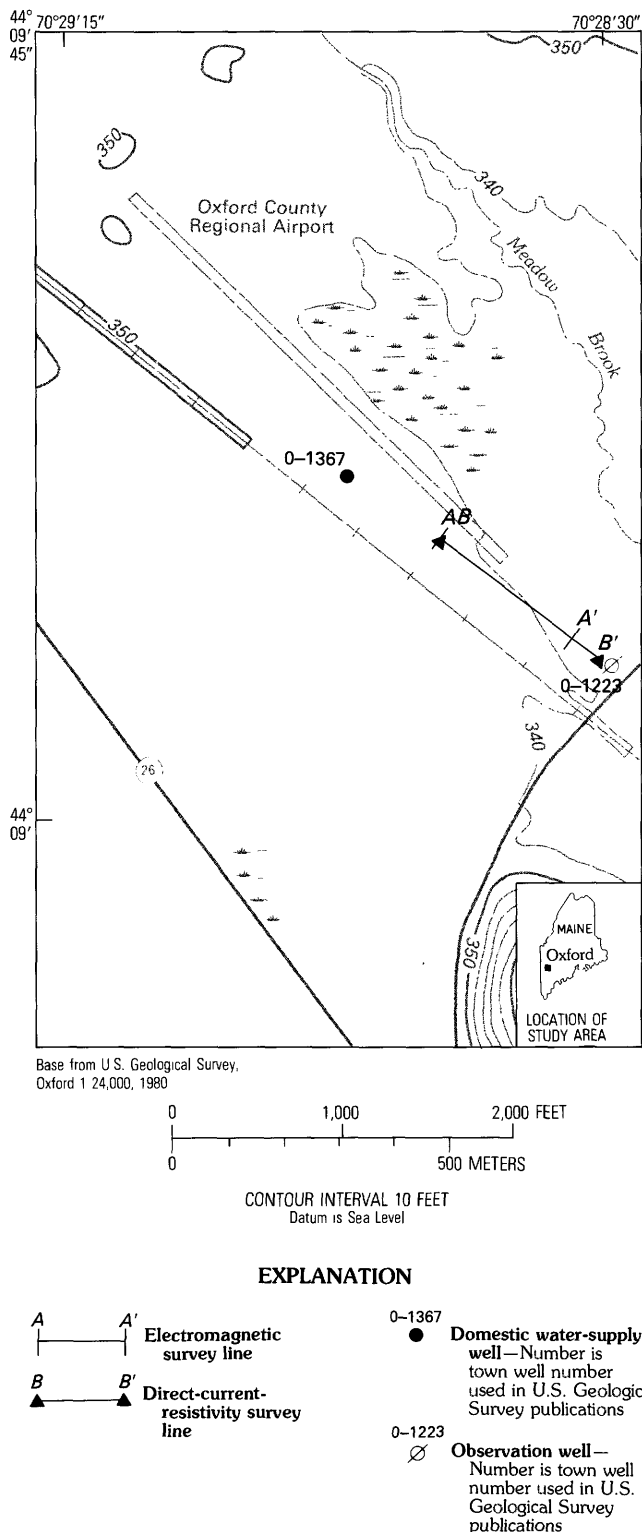 44°
09'
45"
70°29'15"
70°28'30"
350
350
340
Oxford County
Regional Airport
Meadow
Brook
350
0–1367
AB
A'
B'
0–1223
340
26
44°
09'
350
MAINE
Oxford
LOCATION OF
STUDY AREA
Base from U.S. Geological Survey,
Oxford 1 24,000, 1980
0 1,000 2,000 FEET
0 500 METERS
CONTOUR INTERVAL 10 FEET
Datum is Sea Level
EXPLANATION
A A'
Electromagnetic
survey line
B B'
Direct-current-
resistivity survey
line
0–1367
Domestic water-supply
well—Number is
town well number
used in U.S. Geologic
Survey publications
0–1223
Observation well—
Number is town well
number used in U.S.
Geological Survey
publications